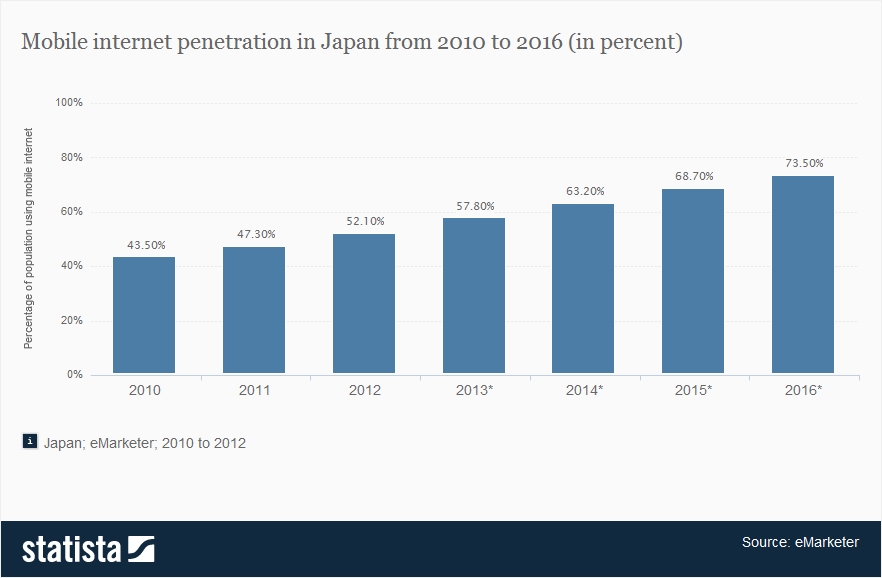 Mobile internet penetration in Japan from 2010 to 2016 (in percent)
Percentage of population using mobile internet
100%
80%
60%
40%
20%
0%
43.50%
47.30%
52.10%
57.80%
63.20%
68.70%
73.50%
2010 2011 2012 2013* 2014* 2015* 2016*
i Japan; eMarketer; 2010 to 2012
statista
Source: eMarketer